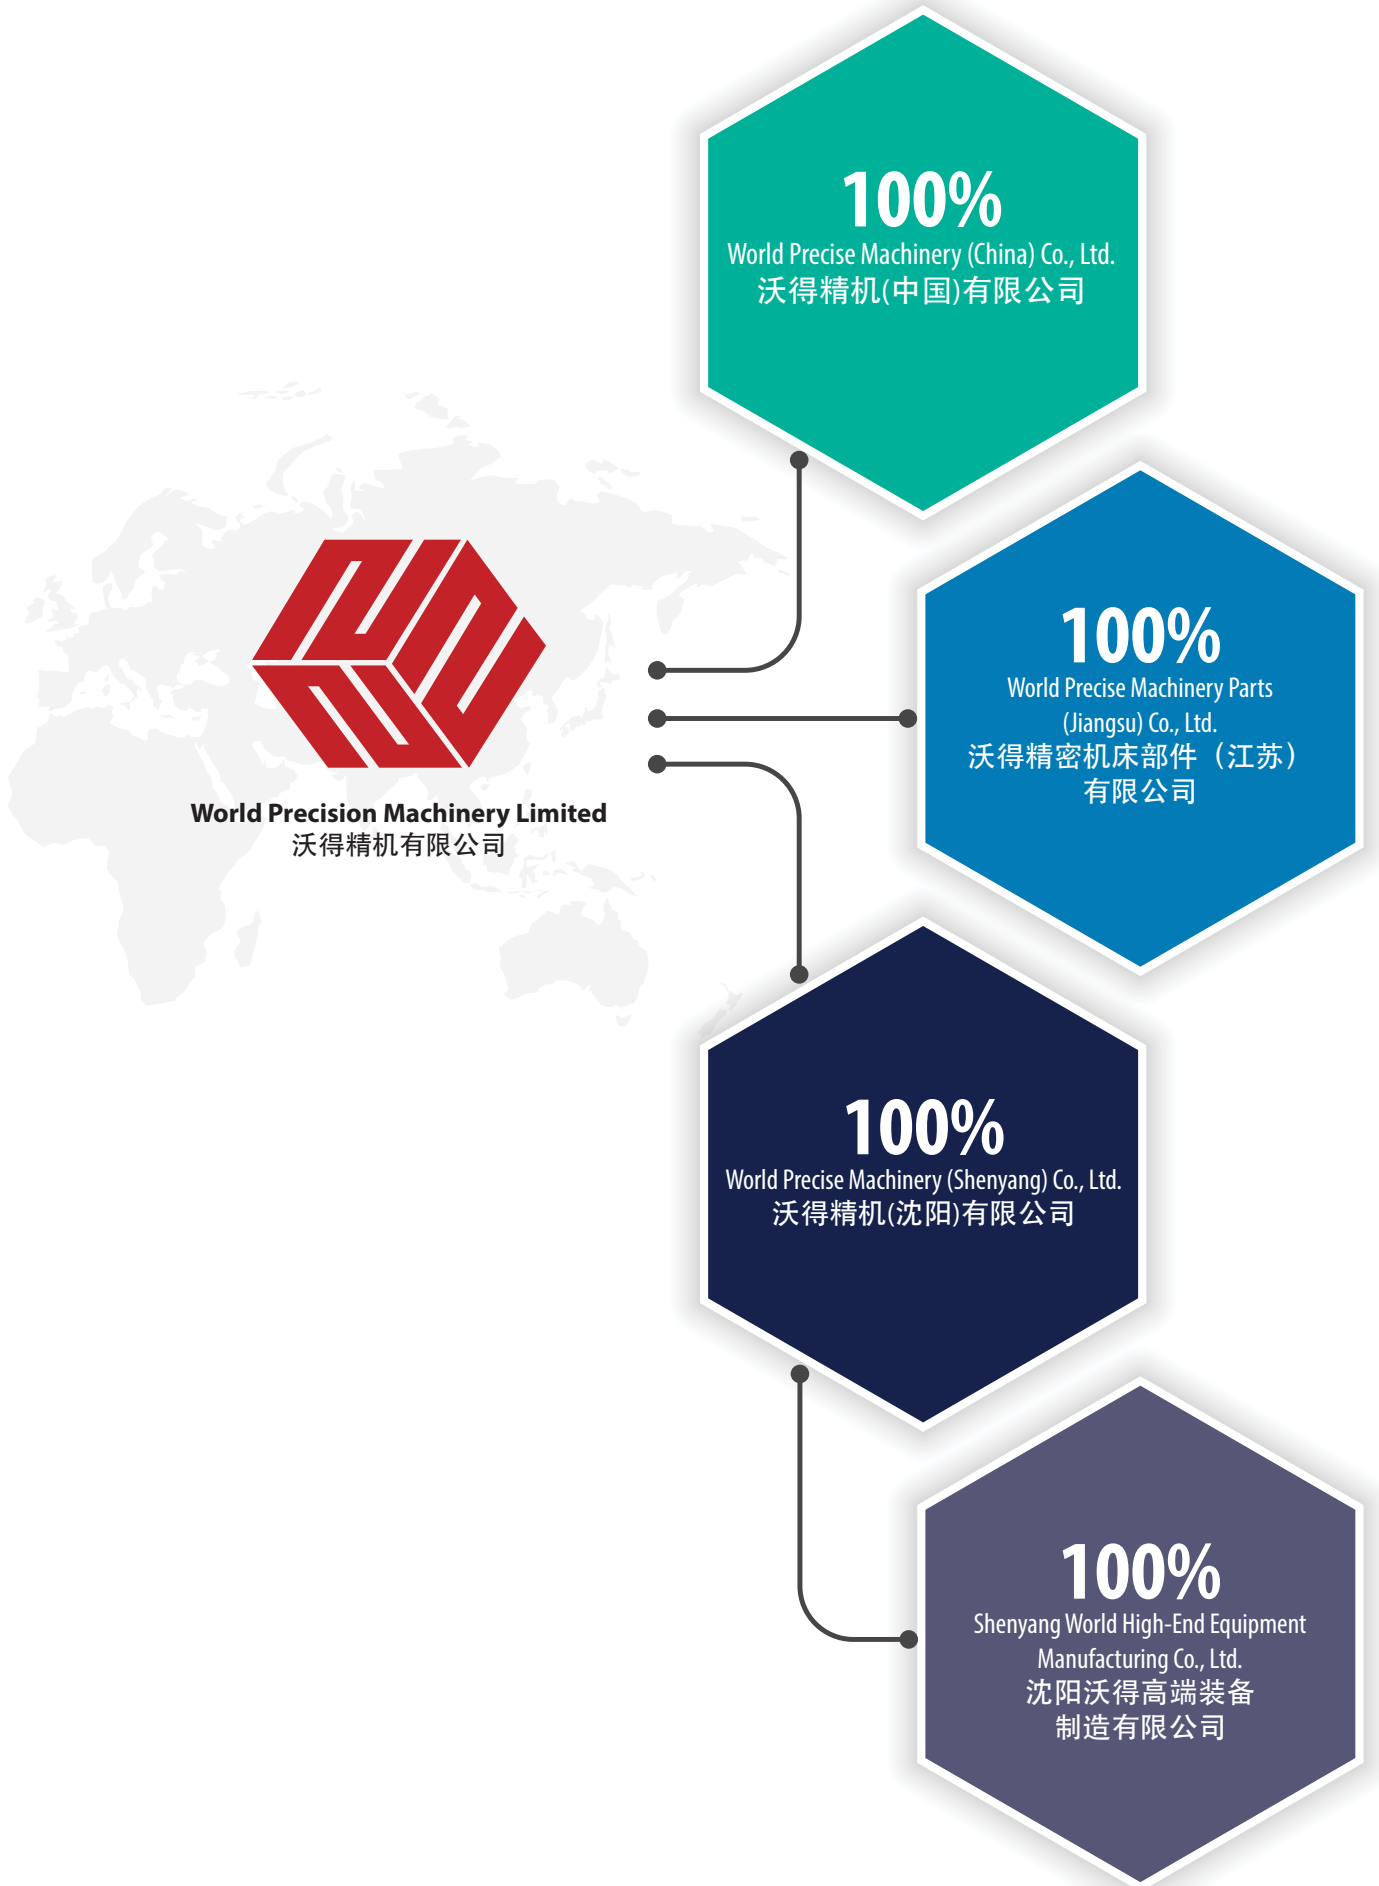 100%
World Precise Machinery (China) Co., Ltd.
沃得精机(中国)有限公司
World Precision Machinery Limited
沃得精机有限公司
100%
World Precise Machinery Parts
(Jiangsu) Co., Ltd.
沃得精密机床部件（江苏）
有限公司
100%
World Precise Machinery (Shenyang) Co., Ltd.
沃得精机(沈阳)有限公司
100%
Shenyang World High-End Equipment
Manufacturing Co., Ltd.
沈阳沃得高端装备
制造有限公司